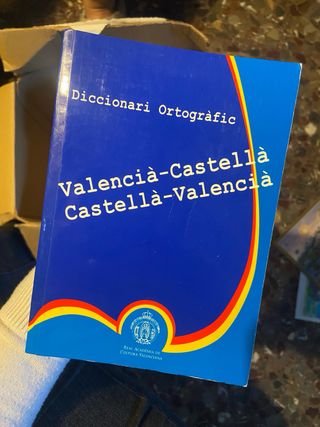 Diccionari Ortogràfic
Valencià-Castellà
Castellà-Valencià
Real Acadèmia de
Cultura Valenciana